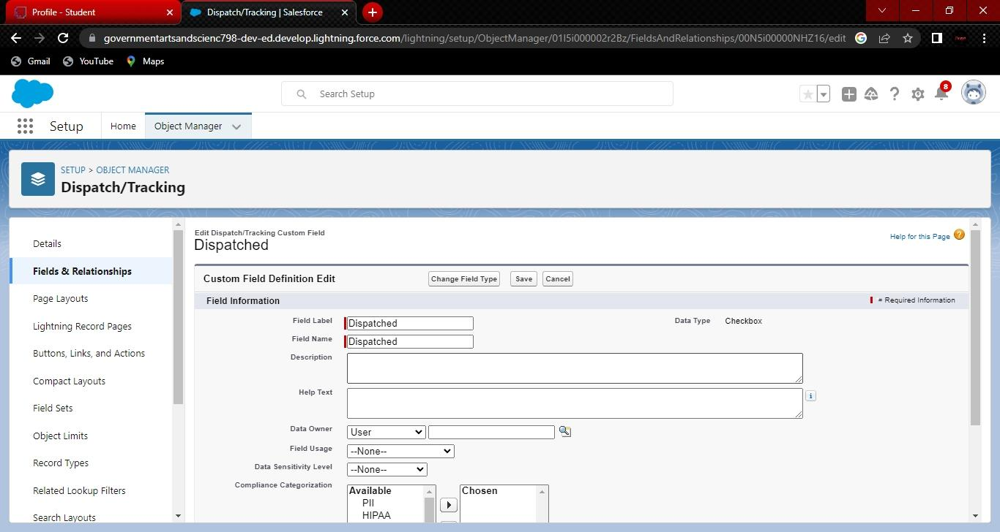 Profile - Student
Dispatch/Tracking | Salesforce
governmentartsandscienc798-dev-ed.develop.lightning.force.com/lightning/setup/ObjectManager/01I5i000002r2Bz/FieldsAndRelationships/00N5i00000NHZ16/edit
Gmail YouTube Maps
Search Setup
8
Setup Home Object Manager
SETUP > OBJECT MANAGER
Dispatch/Tracking
Details
Fields & Relationships
Page Layouts
Lightning Record Pages
Buttons, Links, and Actions
Compact Layouts
Field Sets
Object Limits
Record Types
Related Lookup Filters
Search Layouts
Edit Dispatch/Tracking Custom Field
Dispatched
Help for this Page ?
Custom Field Definition Edit Change Field Type Save Cancel
Field Information = Required Information
Field Label Dispatched Data Type Checkbox
Field Name Dispatched
Description
Help Text i
Data Owner User
Field Usage --None--
Data Sensitivity Level --None--
Compliance Categorization Available Chosen
PII
HIPAA